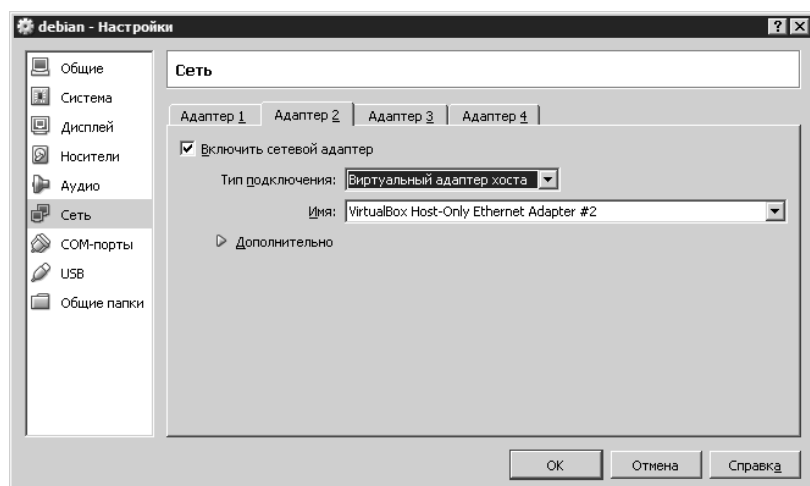 debian - Настройки
Общие
Система
Дисплей
Носители
Аудио
Сеть
COM-порты
USB
Общие папки
Сеть
Адаптер 1 Адаптер 2 Адаптер 3 Адаптер 4
Включить сетевой адаптер
Тип подключения: Виртуальный адаптер хоста
Имя: VirtualBox Host-Only Ethernet Adapter #2
Дополнительно
OK Отмена Справка